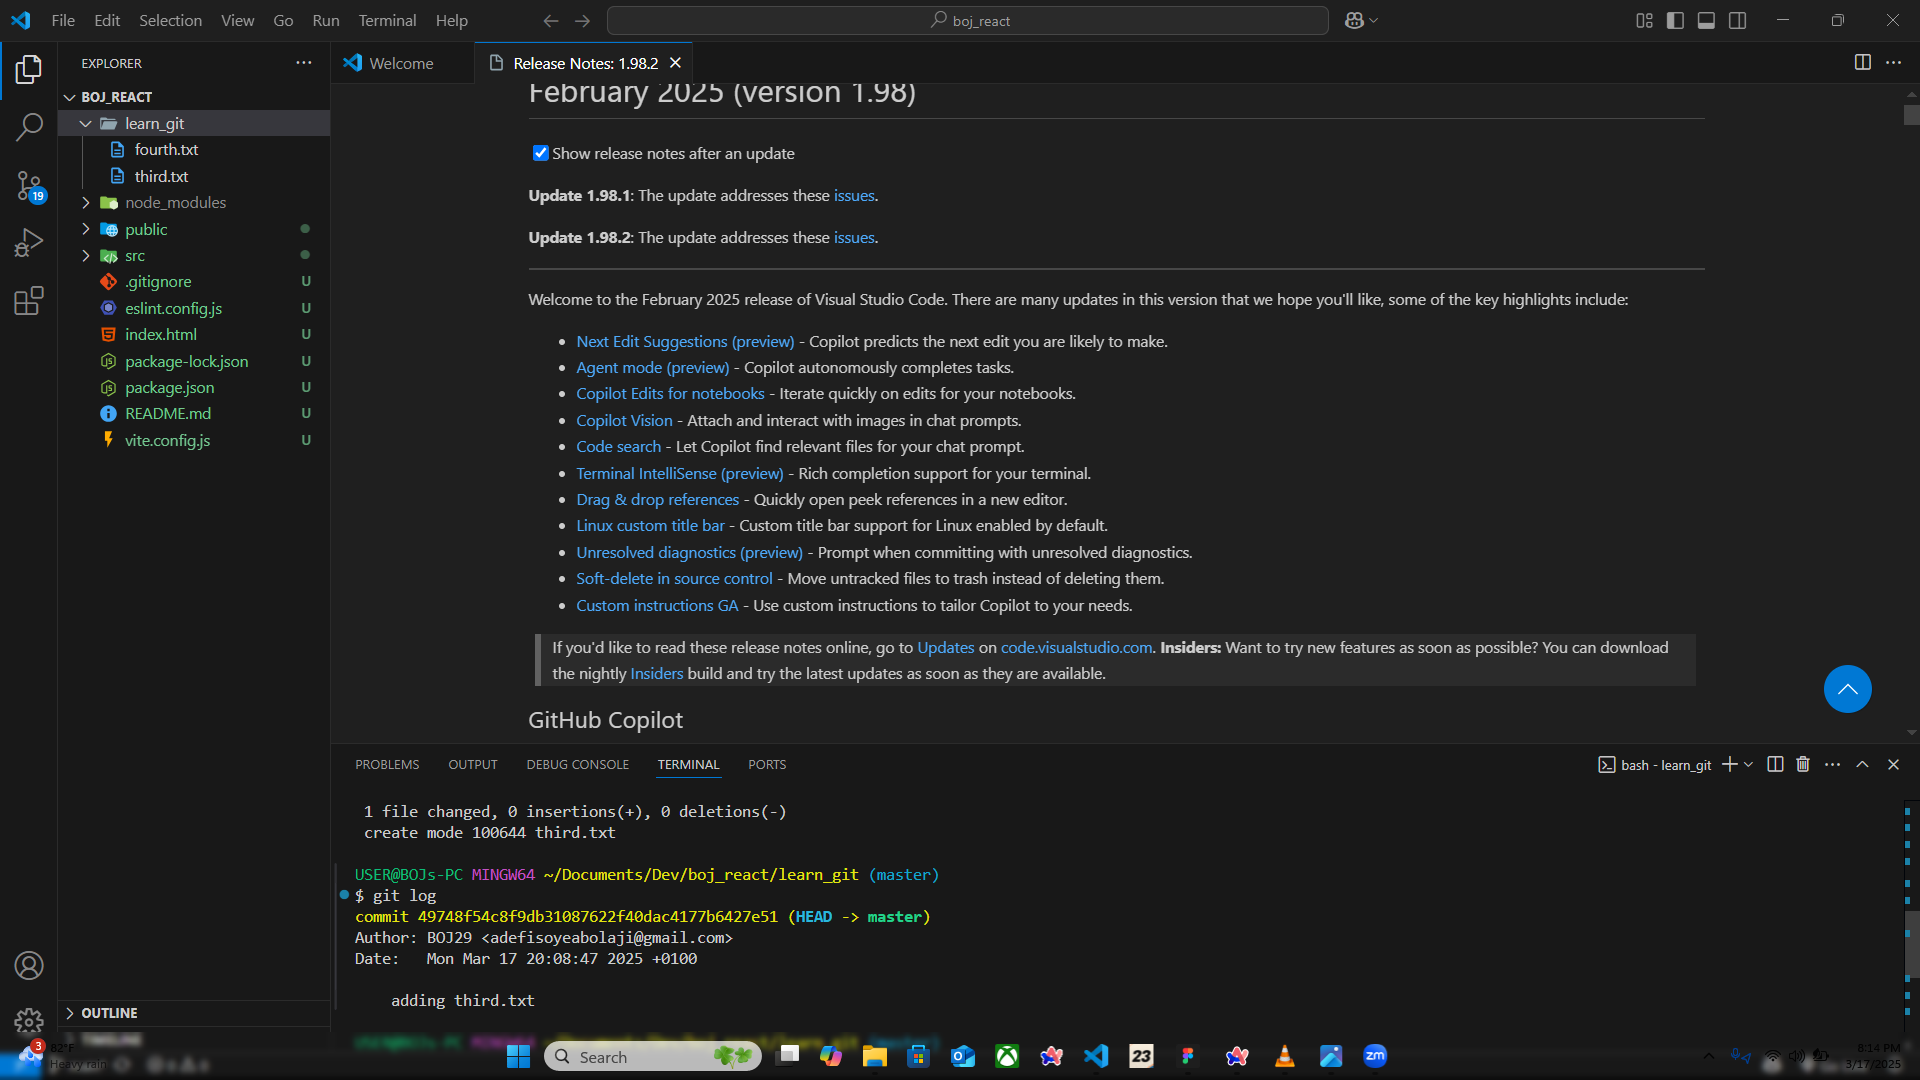 File Edit Selection View Go Run Terminal Help
boj_react
EXPLORER
BOJ_REACT
learn_git
fourth.txt
third.txt
node_modules
public
src
.gitignore U
eslint.config.js U
index.html U
package-lock.json U
package.json U
README.md U
vite.config.js U
19
OUTLINE
TIMELINE
Welcome
Release Notes: 1.98.2
February 2025 (version 1.98)
Show release notes after an update
Update 1.98.1: The update addresses these issues.
Update 1.98.2: The update addresses these issues.
Welcome to the February 2025 release of Visual Studio Code. There are many updates in this version that we hope you'll like, some of the key highlights include:
• Next Edit Suggestions (preview) - Copilot predicts the next edit you are likely to make.
• Agent mode (preview) - Copilot autonomously completes tasks.
• Copilot Edits for notebooks - Iterate quickly on edits for your notebooks.
• Copilot Vision - Attach and interact with images in chat prompts.
• Code search - Let Copilot find relevant files for your chat prompt.
• Terminal IntelliSense (preview) - Rich completion support for your terminal.
• Drag & drop references - Quickly open peek references in a new editor.
• Linux custom title bar - Custom title bar support for Linux enabled by default.
• Unresolved diagnostics (preview) - Prompt when committing with unresolved diagnostics.
• Soft-delete in source control - Move untracked files to trash instead of deleting them.
• Custom instructions GA - Use custom instructions to tailor Copilot to your needs.
If you'd like to read these release notes online, go to Updates on code.visualstudio.com. Insiders: Want to try new features as soon as possible? You can download
the nightly Insiders build and try the latest updates as soon as they are available.
GitHub Copilot
PROBLEMS OUTPUT DEBUG CONSOLE TERMINAL PORTS
bash - learn_git
1 file changed, 0 insertions(+), 0 deletions(-)
create mode 100644 third.txt
USER@BOJs-PC MINGW64 ~/Documents/Dev/boj_react/learn_git (master)
$ git log
commit 49748f54c8f9db31087622f40dac4177b6427e51 (HEAD -> master)
Author: BOJ29 <adefisoyeabolaji@gmail.com>
Date:   Mon Mar 17 20:08:47 2025 +0100
adding third.txt
USER@BOJs-PC MINGW64 ~/Documents/Dev/boj_react/learn_git (master)
3
82°F
Heavy rain
Search
23
zm
8:14 PM
3/17/2025